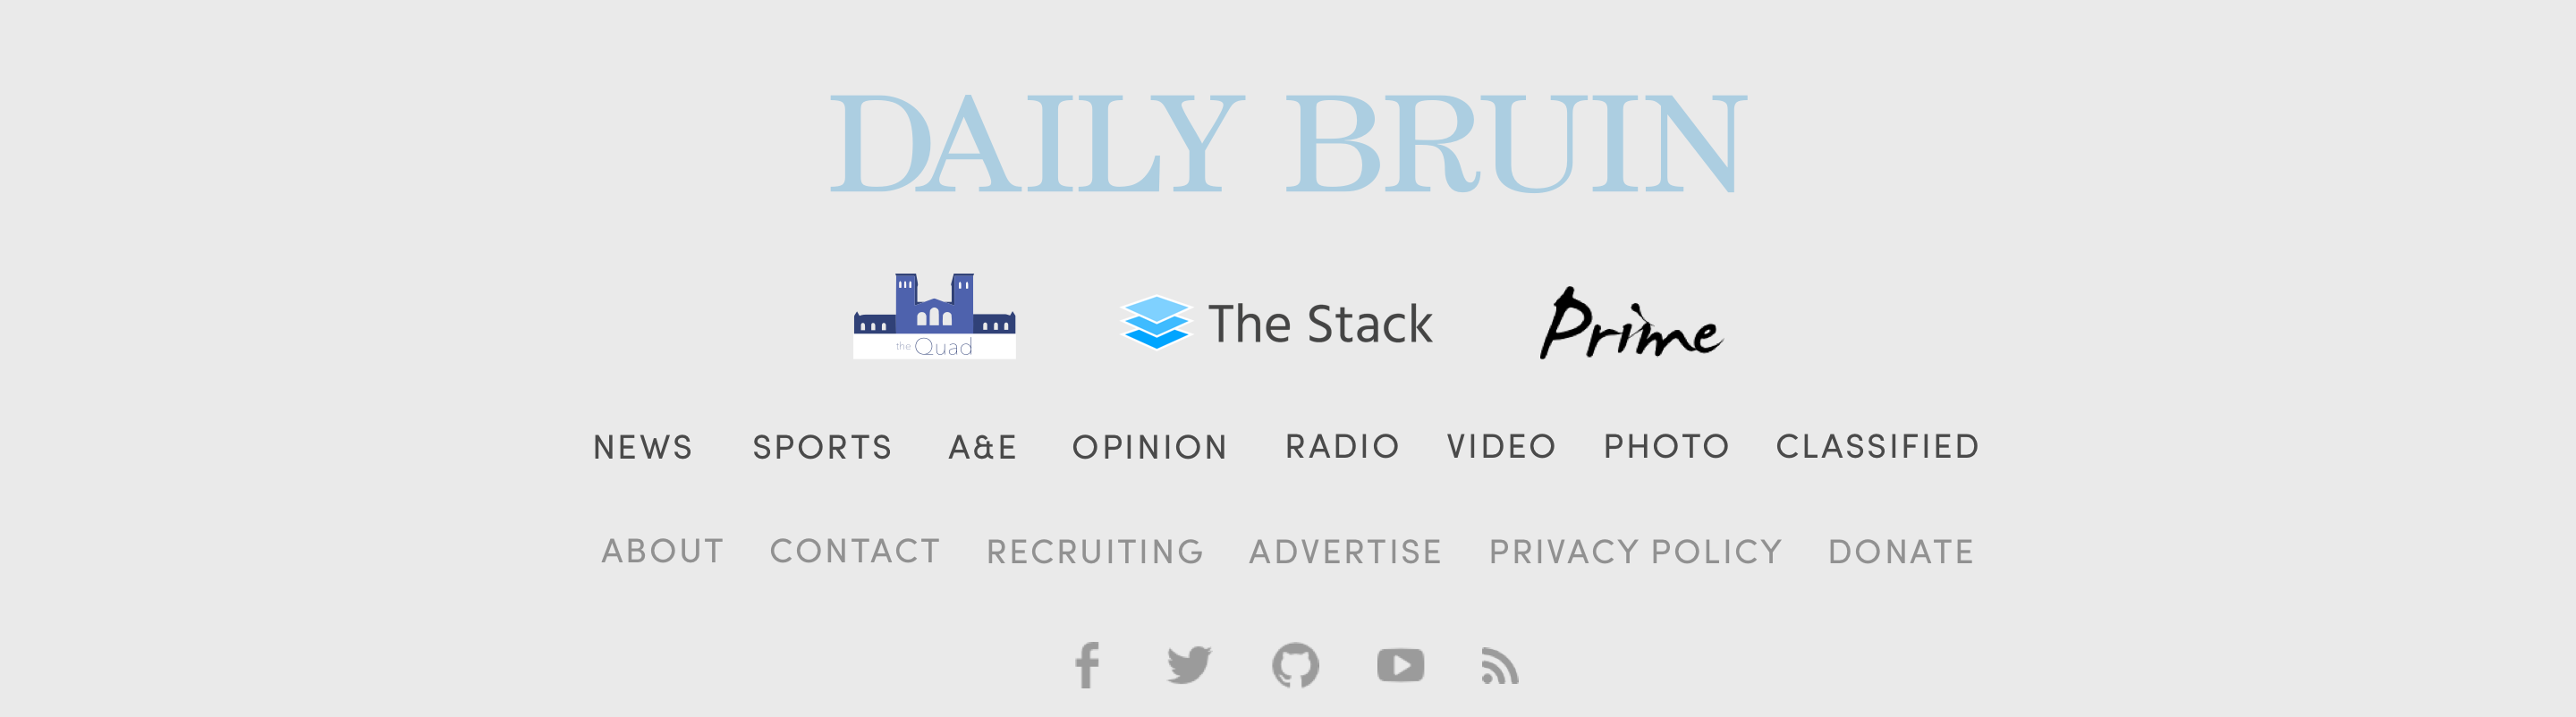 DAILY BRUIN
the Quad
The Stack
Prime
NEWS SPORTS A&E OPINION RADIO VIDEO PHOTO CLASSIFIED
ABOUT CONTACT RECRUITING ADVERTISE PRIVACY POLICY DONATE